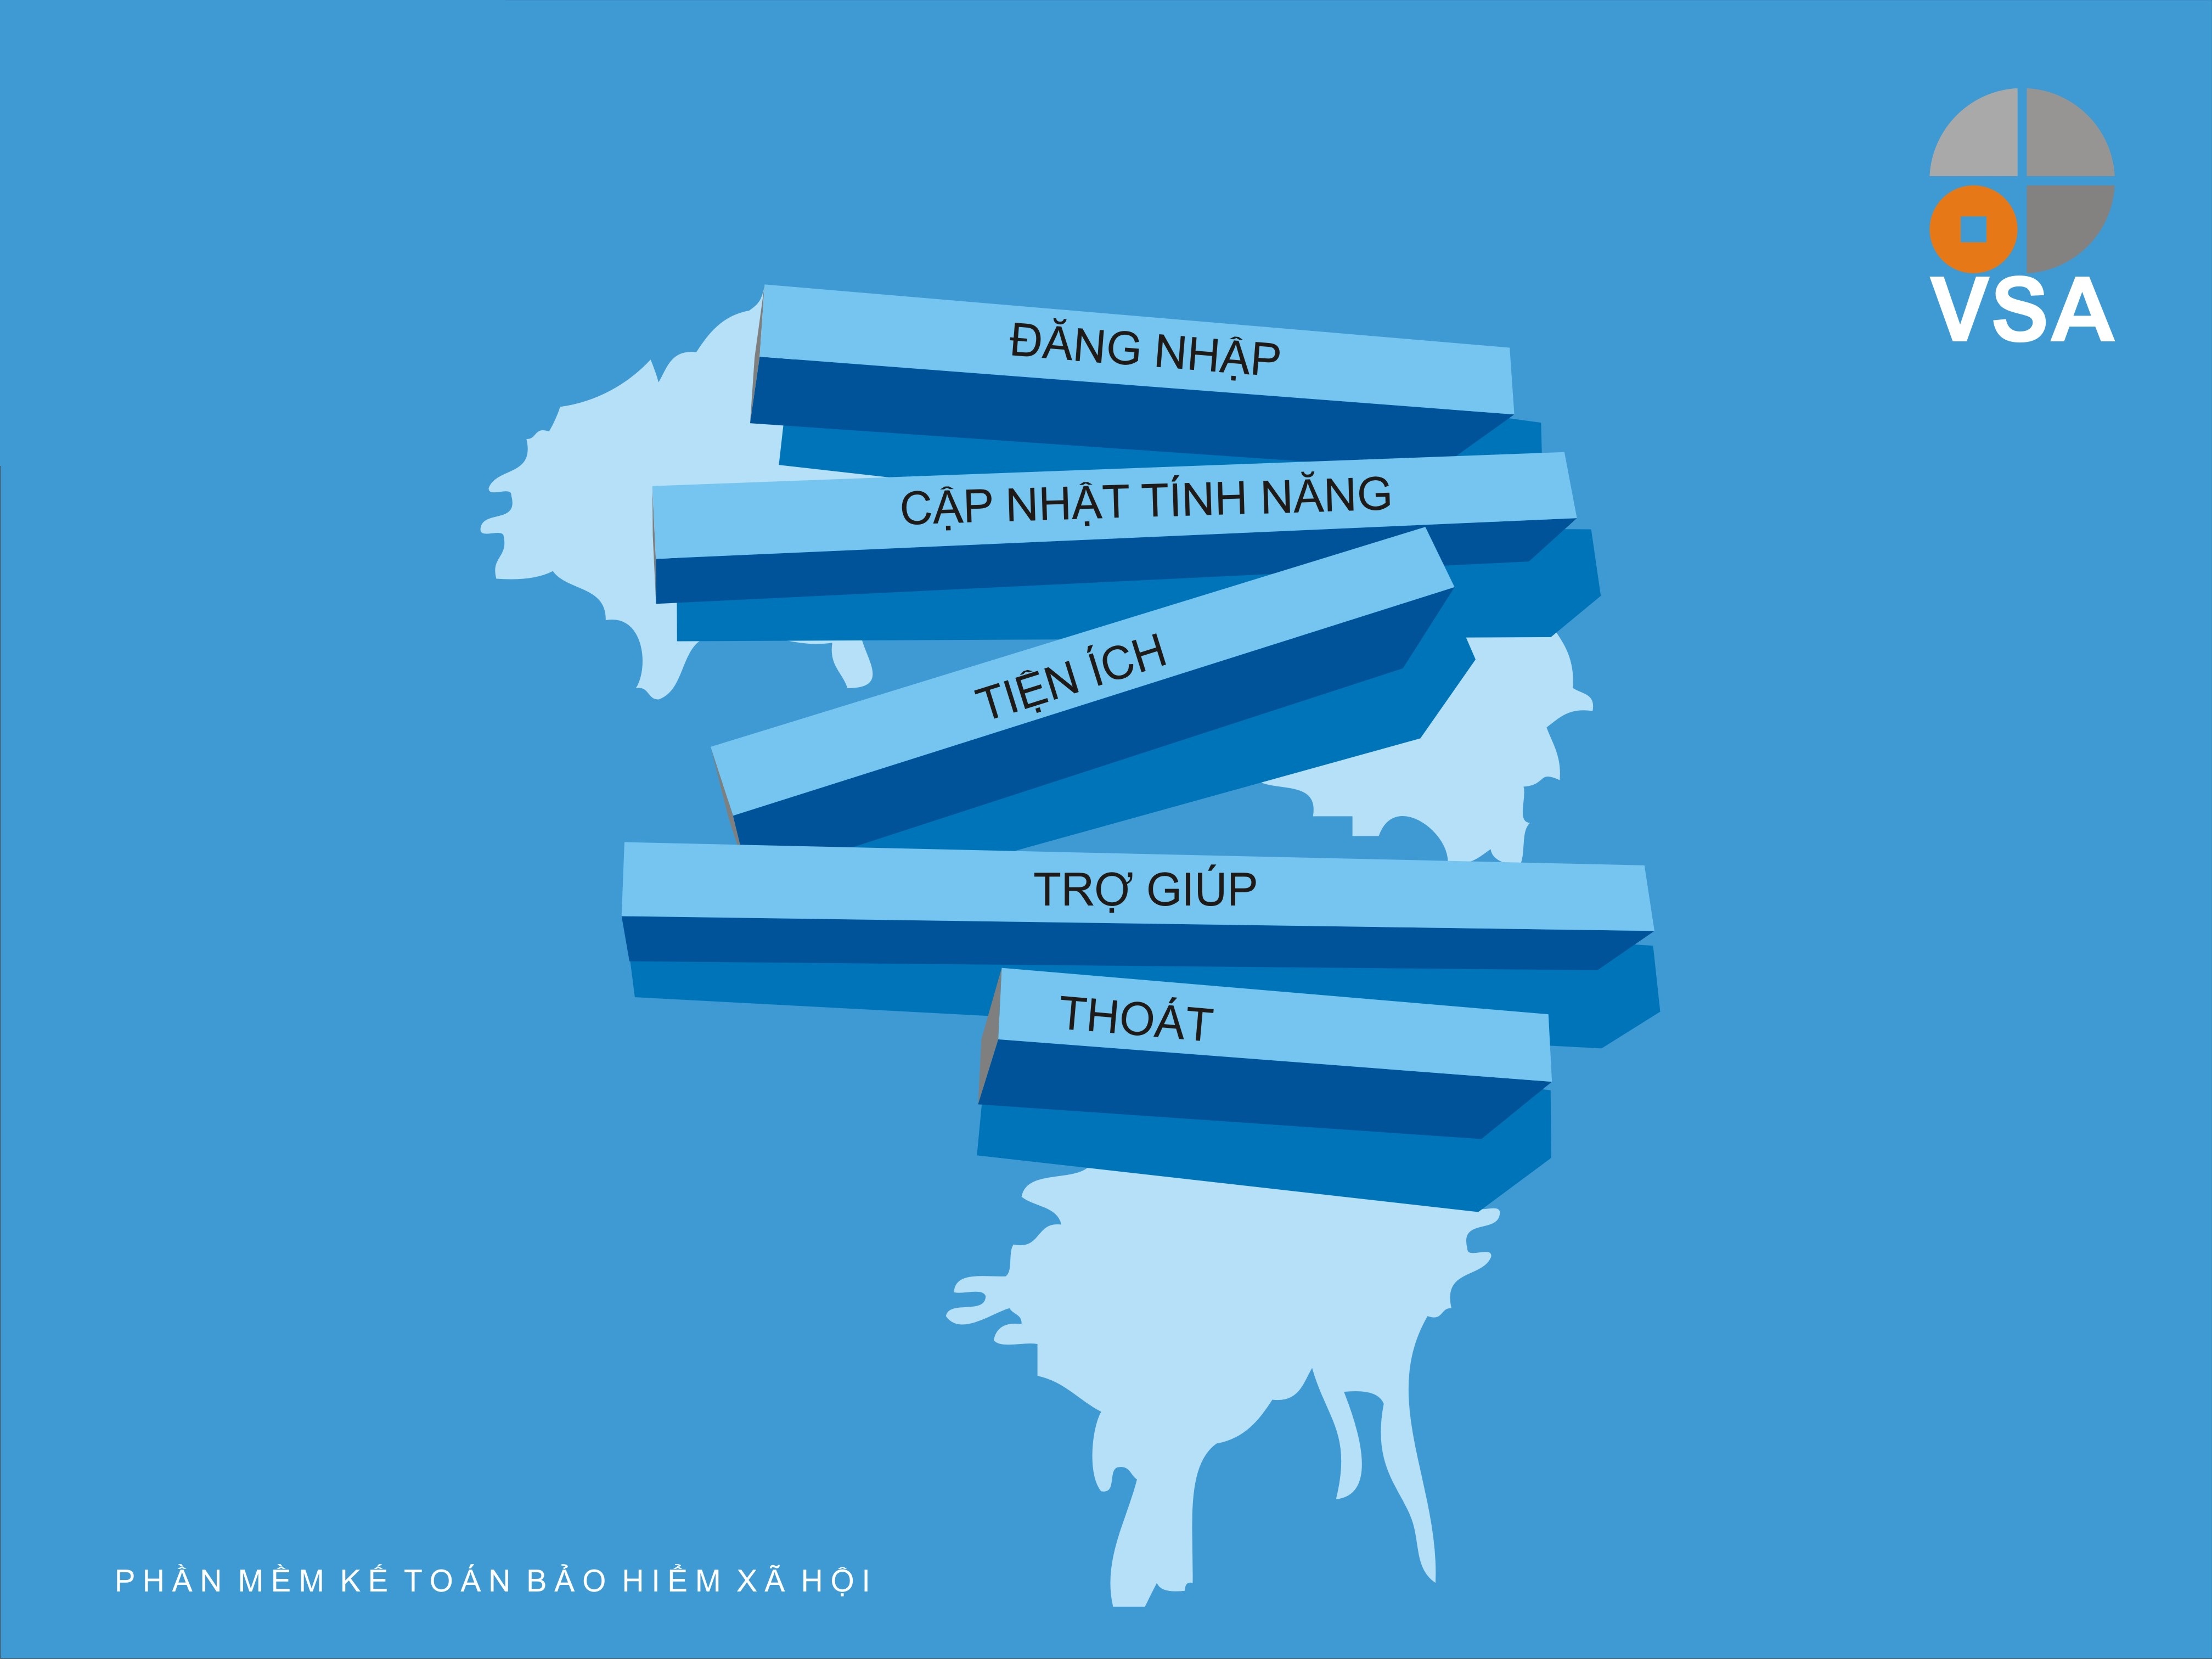 VSA
ĐĂNG NHẬP
CẬP NHẬT TÍNH NĂNG
TIỆN ÍCH
TRỢ GIÚP
THOÁT
PHẦN MỀM KẾ TOÁN BẢO HIỂM XÃ HỘI